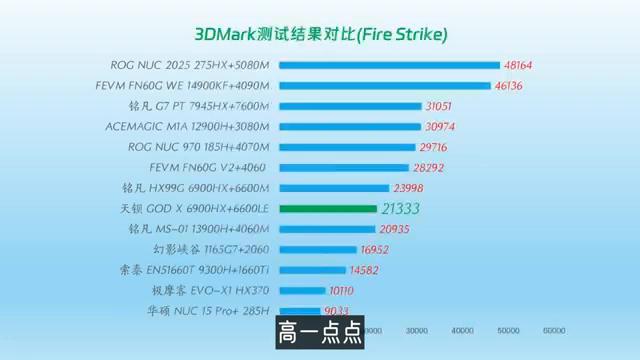 3DMark测试结果对比(Fire Strike)
ROG NUC 2025 275HX+5080M 48164
FEVM FN60G WE 14900KF+4090M 46136
铭凡 G7 PT 7945HX+7600M 31051
ACEMAGIC M1A 12900H+3080M 30974
ROG NUC 970 185H+4070M 29716
FEVM FN60G V2+4060 28292
铭凡 HX99G 6900HX+6600M 23998
天钡 GOD X 6900HX+6600LE 21333
铭凡 MS-01 13900H+4060M 20935
幻影峡谷 1165G7+2060 16952
索泰 EN51660T 9300H+1660Ti 14582
极摩客 EVO-X1 HX370 10110
华硕 NUC 15 Pro+ 285H 9033
30000 40000 50000 60000
高一点点